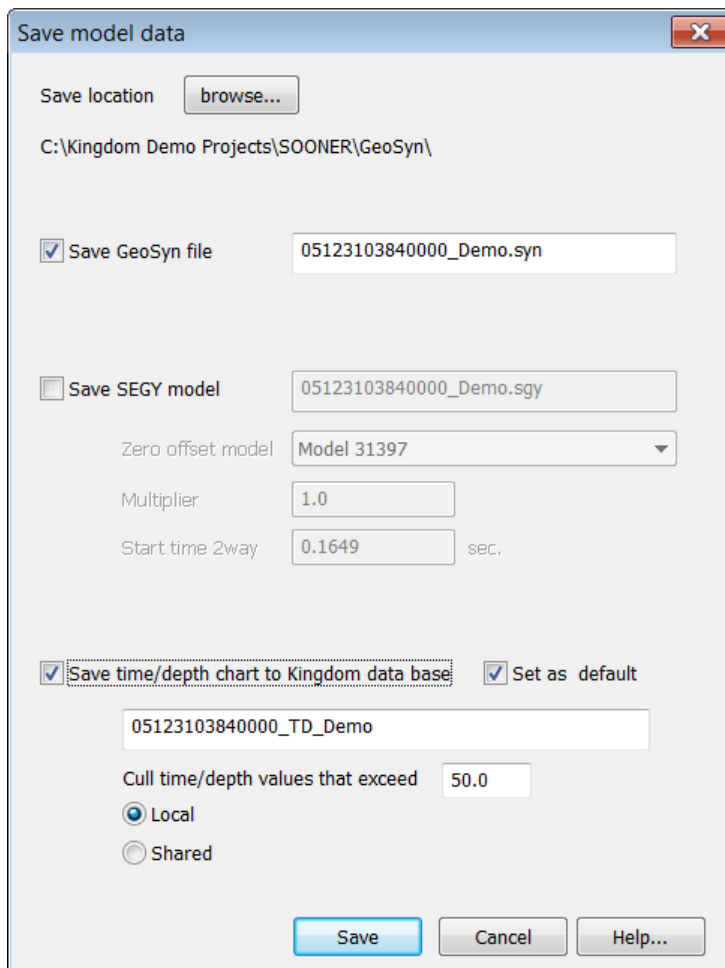 Save model data
Save location browse...
C:\Kingdom Demo Projects\SOONER\GeoSyn\
Save GeoSyn file 05123103840000_Demo.syn
Save SEGY model 05123103840000_Demo.sgy
Zero offset model Model 31397
Multiplier 1.0
Start time 2way 0.1649 sec.
Save time/depth chart to Kingdom data base Set as default
05123103840000_TD_Demo
Cull time/depth values that exceed 50.0
Local
Shared
Save Cancel Help...